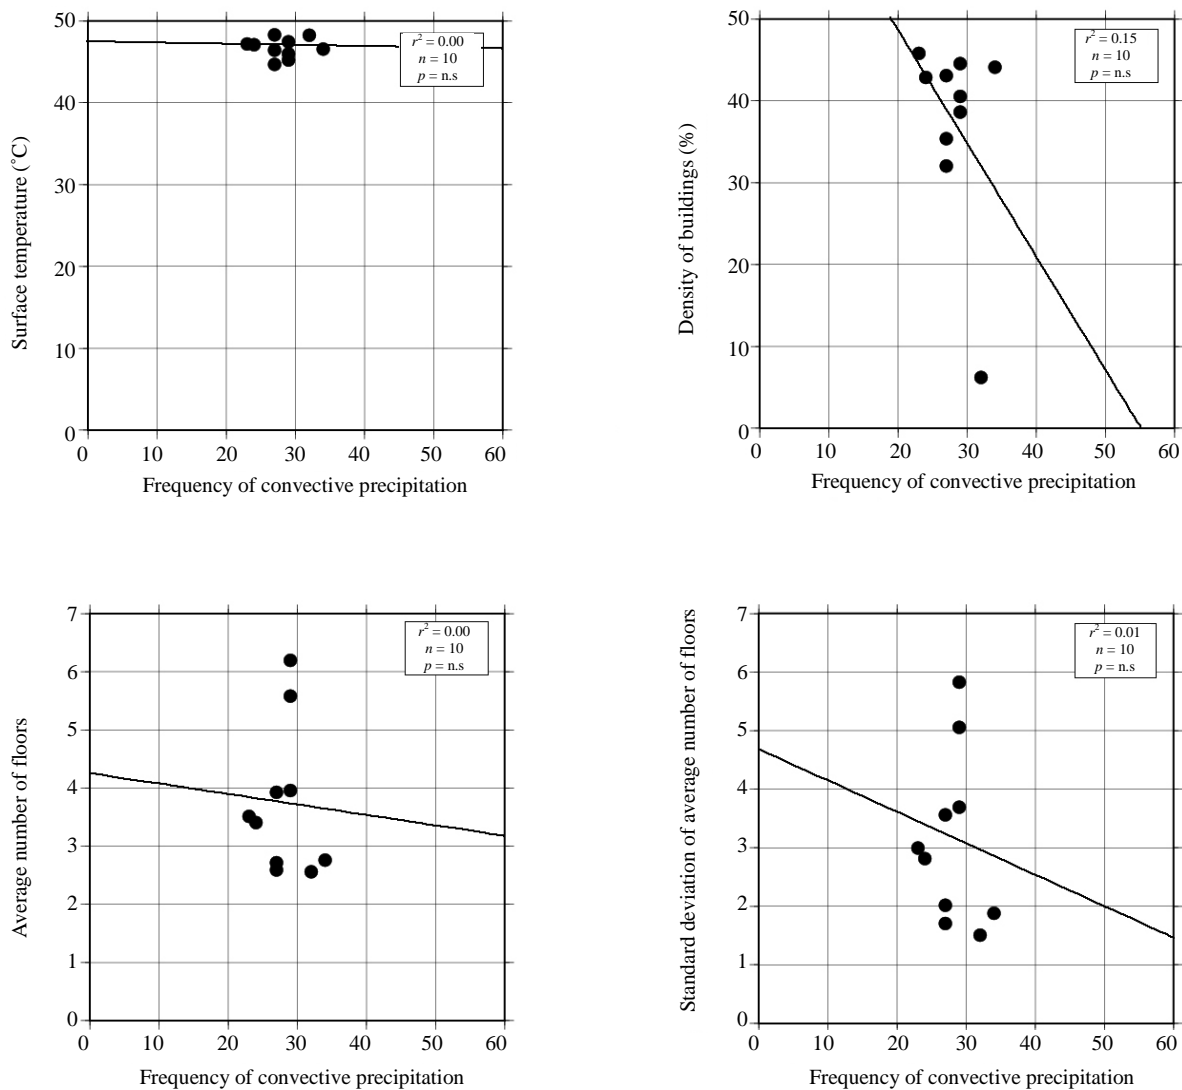 50
40
30
20
10
0
Surface temperature (˚C)
r² = 0.00
n = 10
p = n.s
0 10 20 30 40 50 60
Frequency of convective precipitation
50
40
30
20
10
0
Density of buildings (%)
r² = 0.15
n = 10
p = n.s
0 10 20 30 40 50 60
Frequency of convective precipitation
7
6
5
4
3
2
1
0
Average number of floors
r² = 0.00
n = 10
p = n.s
0 10 20 30 40 50 60
Frequency of convective precipitation
7
6
5
4
3
2
1
0
Standard deviation of average number of floors
r² = 0.01
n = 10
p = n.s
0 10 20 30 40 50 60
Frequency of convective precipitation